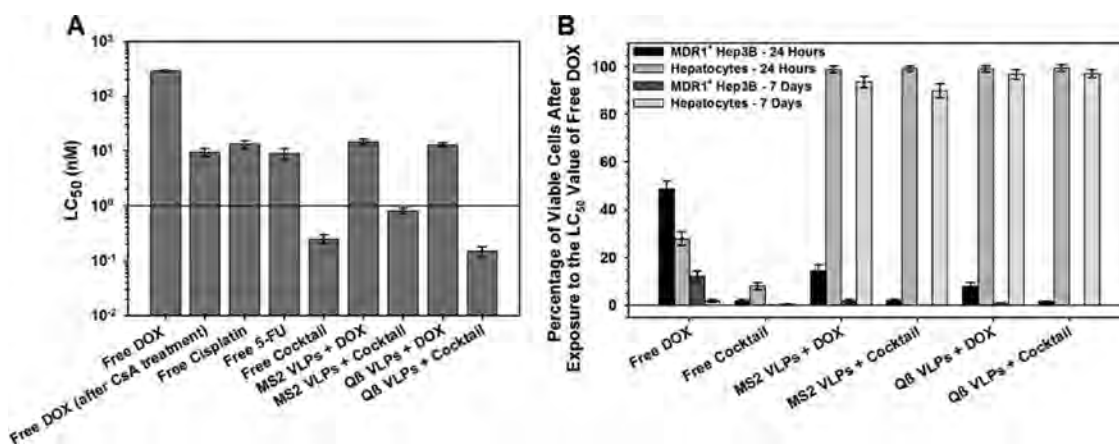 A
LC50 (nM)
10³
10²
10¹
10⁰
10⁻¹
10⁻²
Free DOX
Free DOX (after CsA treatment)
Free Cisplatin
Free 5-FU
Free Cocktail
MS2 VLPs + DOX
MS2 VLPs + Cocktail
Qß VLPs + DOX
Qß VLPs + Cocktail
B
Percentage of Viable Cells After
Exposure to the LC50 Value of Free DOX
100
80
60
40
20
0
MDR1⁺ Hep3B - 24 Hours
Hepatocytes - 24 Hours
MDR1⁺ Hep3B - 7 Days
Hepatocytes - 7 Days
Free DOX
Free Cocktail
MS2 VLPs + DOX
MS2 VLPs + Cocktail
Qß VLPs + DOX
Qß VLPs + Cocktail